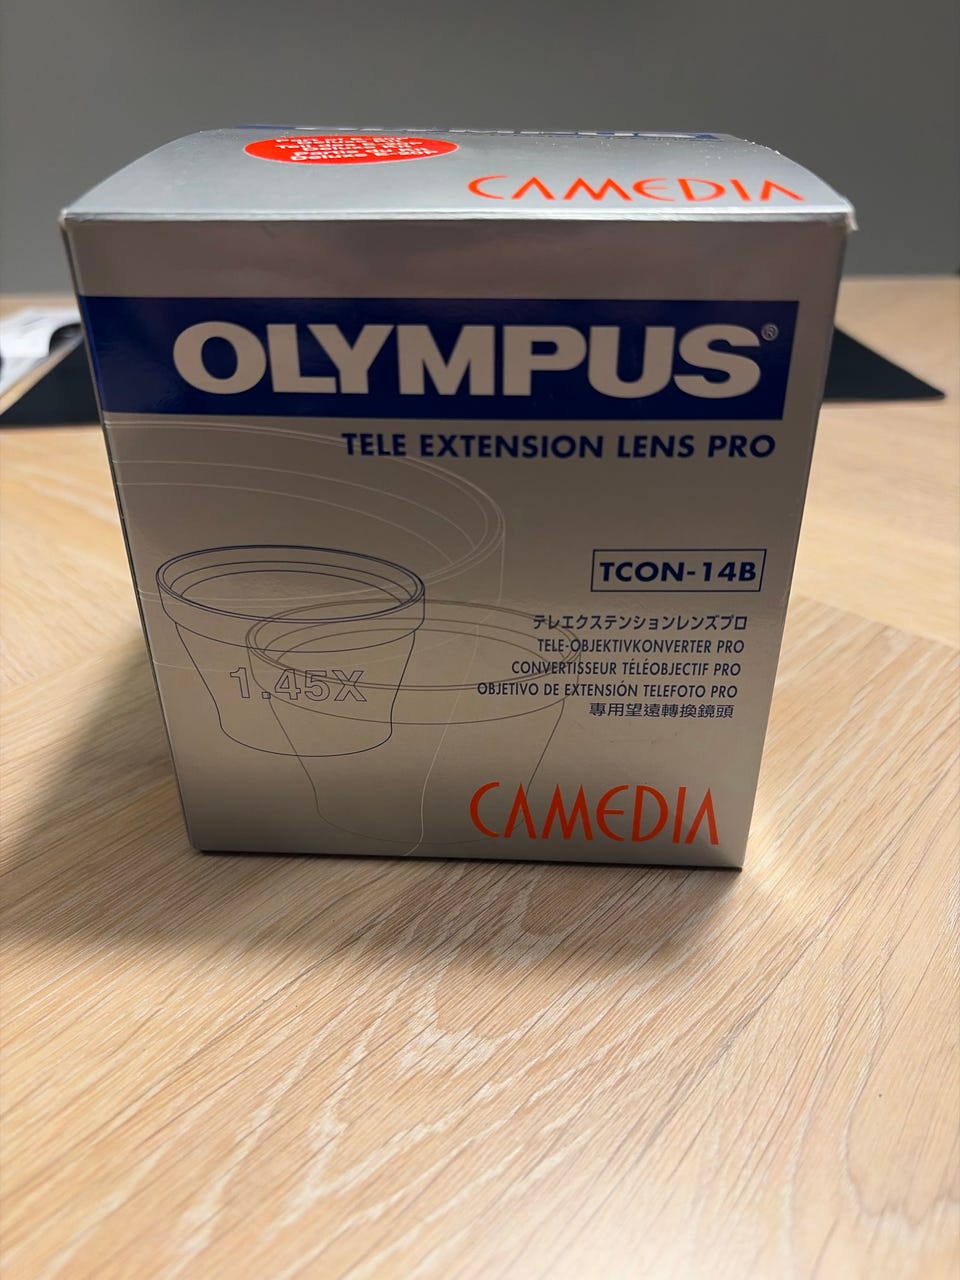 Deluxe E-20P
CAMEDIA
OLYMPUS®
TELE EXTENSION LENS PRO
TCON-14B
テレエクステンションレンズプロ
TELE-OBJEKTIVKONVERTER PRO
CONVERTISSEUR TÉLÉOBJECTIF PRO
OBJETIVO DE EXTENSIÓN TELEFOTO PRO
專用望遠轉換鏡頭
1.45X
CAMEDIA